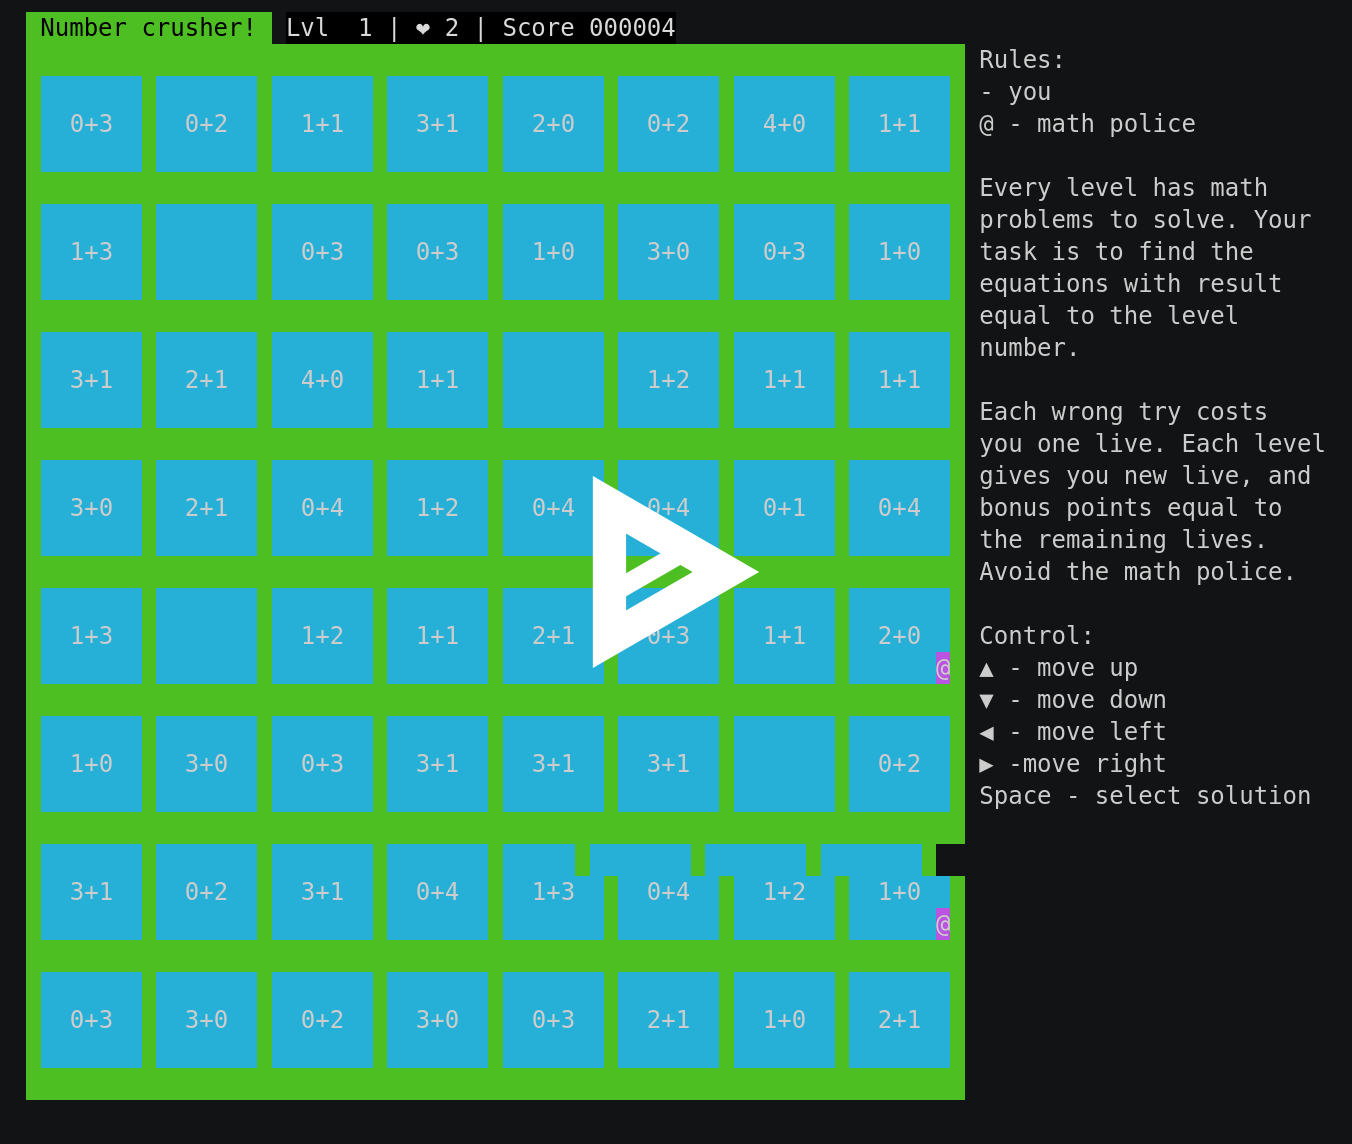 Number crusher! Lvl  1 | ❤ 2 | Score 000004
0+3 0+2 1+1 3+1 2+0 0+2 4+0 1+1
1+3 0+3 0+3 1+0 3+0 0+3 1+0
3+1 2+1 4+0 1+1 1+2 1+1 1+1
3+0 2+1 0+4 1+2 0+4 0+4 0+1 0+4
1+3 1+2 1+1 2+1 0+3 1+1 2+0
@
1+0 3+0 0+3 3+1 3+1 3+1 0+2
3+1 0+2 3+1 0+4 1+3 0+4 1+2 1+0
@
0+3 3+0 0+2 3+0 0+3 2+1 1+0 2+1
Rules:
- you
@ - math police
Every level has math
problems to solve. Your
task is to find the
equations with result
equal to the level
number.
Each wrong try costs
you one live. Each level
gives you new live, and
bonus points equal to
the remaining lives.
Avoid the math police.
Control:
▲ - move up
▼ - move down
◀ - move left
▶ -move right
Space - select solution